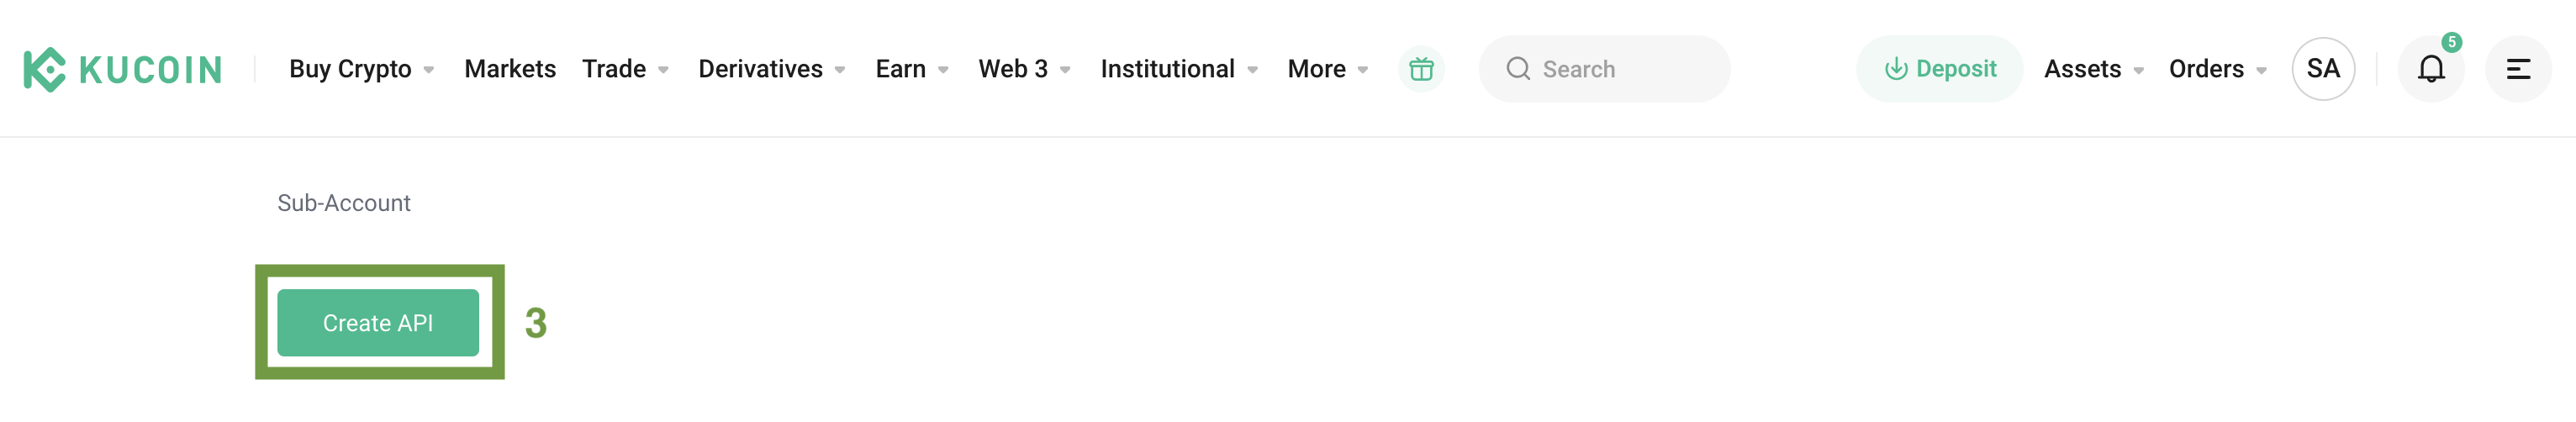 KUCOIN Buy Crypto Markets Trade Derivatives Earn Web 3 Institutional More Search Deposit Assets Orders SA 5
Sub-Account
Create API 3